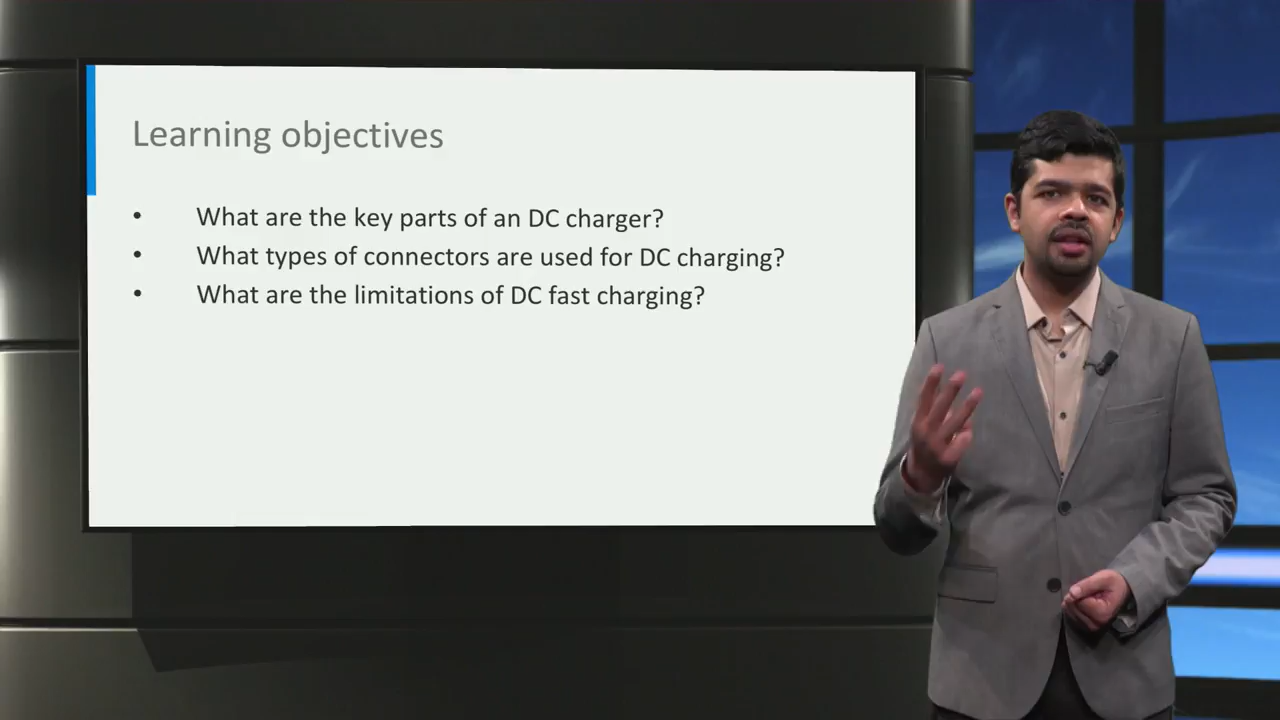 Learning objectives
• What are the key parts of an DC charger?
• What types of connectors are used for DC charging?
• What are the limitations of DC fast charging?